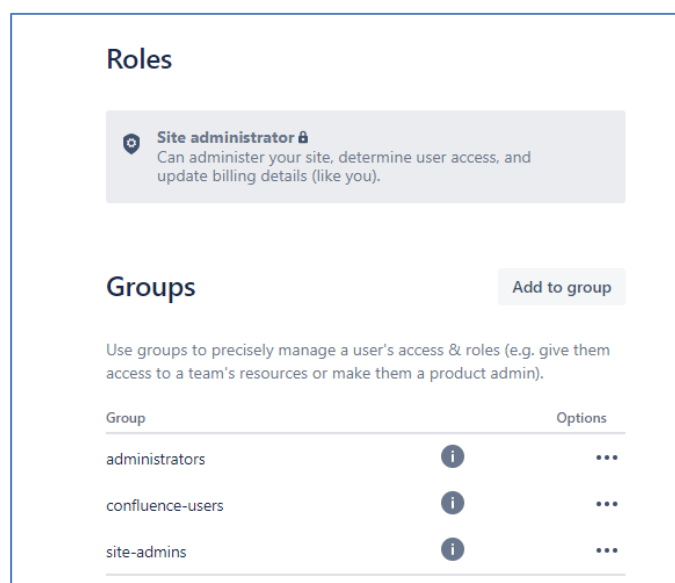 Roles
Site administrator
Can administer your site, determine user access, and
update billing details (like you).
Groups
Add to group
Use groups to precisely manage a user's access & roles (e.g. give them
access to a team's resources or make them a product admin).
Group Options
administrators
confluence-users
site-admins